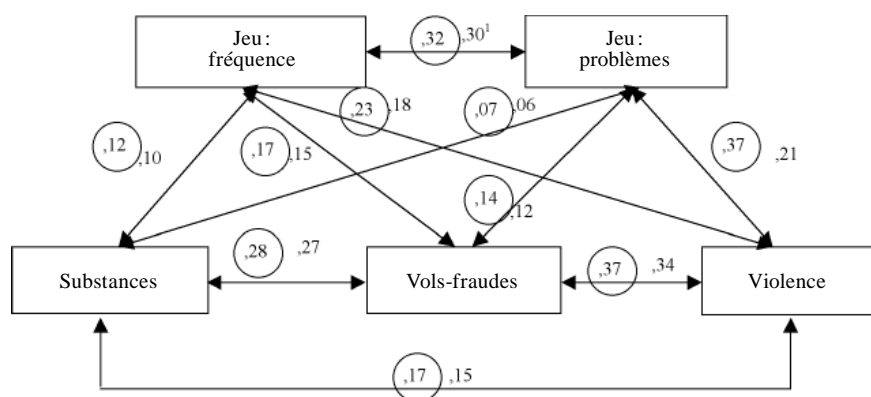 Jeu :
fréquence
,32 ,30¹
Jeu :
problèmes
,12 ,10
,17 ,15
,23 ,18
,07 ,06
,14 ,12
,37 ,21
Substances
,28 ,27
Vols-fraudes
,37 ,34
Violence
,17 ,15